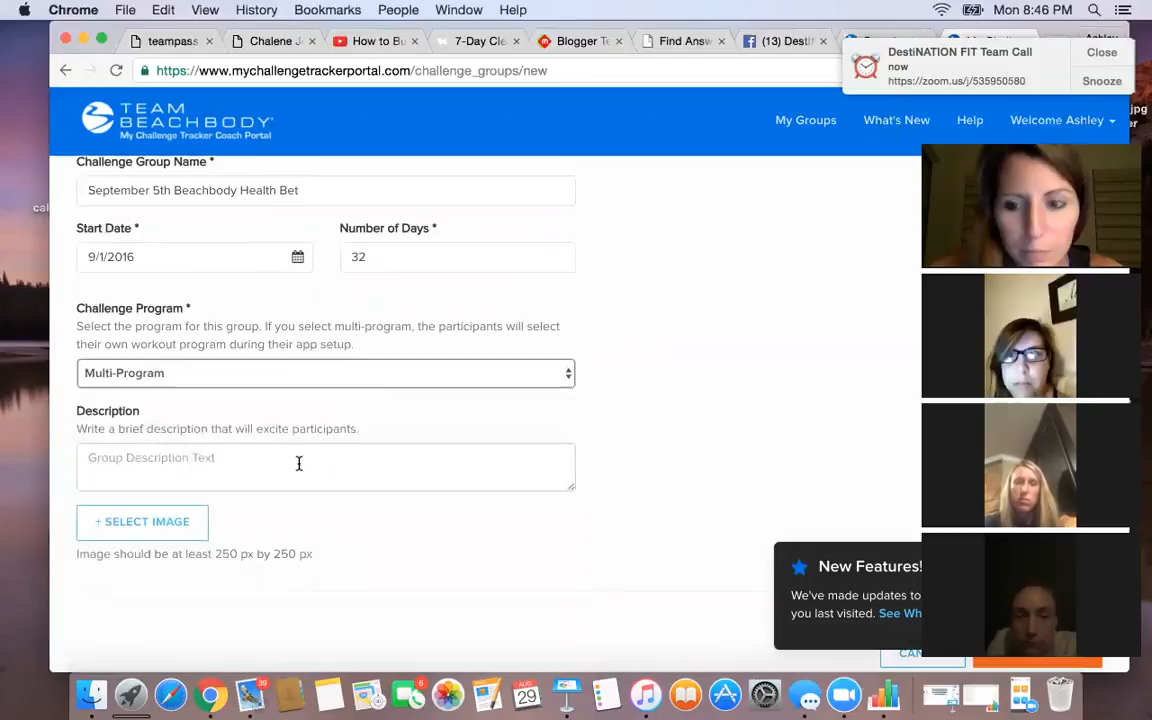 Chrome File Edit View History Bookmarks People Window Help Mon 8:46 PM
teampass × Chalene J × How to Bu × 7-Day Cle × Blogger Te × Find Answ × (13) Desti ×
https://www.mychallengetrackerportal.com/challenge_groups/new
DestiNATION FIT Team Call
now
https://zoom.us/j/535950580
Close
Snooze
TEAM
BEACHBODY
My Challenge Tracker Coach Portal
My Groups What's New Help Welcome Ashley
Challenge Group Name *
September 5th Beachbody Health Bet
Start Date * Number of Days *
9/1/2016 32
Challenge Program *
Select the program for this group. If you select multi-program, the participants will select
their own workout program during their app setup.
Multi-Program
Description
Write a brief description that will excite participants.
Group Description Text
+ SELECT IMAGE
Image should be at least 250 px by 250 px
New Features!
We've made updates to
you last visited. See Wh
39
6
AUG
29